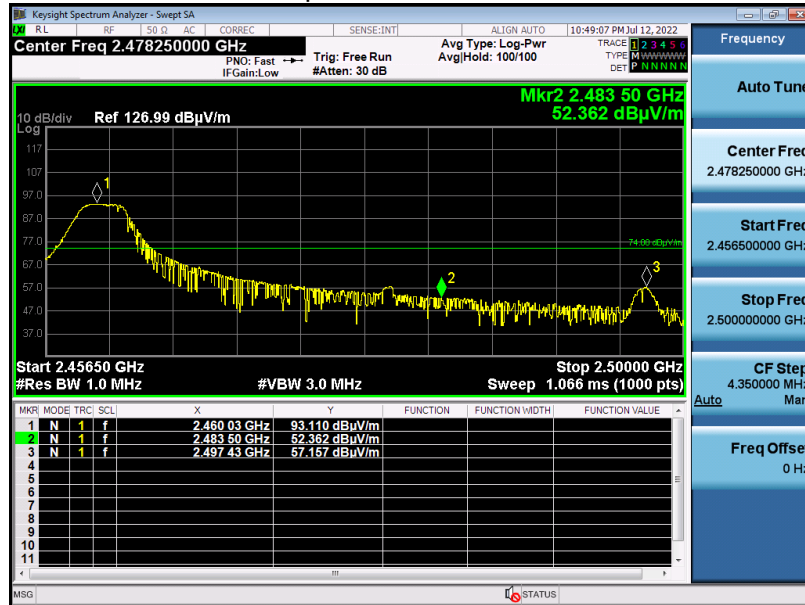 Keysight Spectrum Analyzer - Swept SA
LXI RL RF 50 Ω AC CORREC SENSE:INT ALIGN AUTO 10:49:07 PM Jul 12, 2022
Center Freq 2.478250000 GHz
PNO: Fast
IFGain:Low
Trig: Free Run
#Atten: 30 dB
Avg Type: Log-Pwr
Avg|Hold: 100/100
TRACE 1 2 3 4 5 6
TYPE M WWWWW
DET P N N N N N
Mkr2 2.483 50 GHz
52.362 dBµV/m
10 dB/div Ref 126.99 dBµV/m
Log
117
107
97.0
87.0
77.0
67.0
57.0
47.0
37.0
1
2
3
74.00 dBµV/m
Start 2.45650 GHz Stop 2.50000 GHz
#Res BW 1.0 MHz #VBW 3.0 MHz Sweep 1.066 ms (1000 pts)
MKR MODE TRC SCL X Y FUNCTION FUNCTION WIDTH FUNCTION VALUE
1 N 1 f 2.460 03 GHz 93.110 dBµV/m
2 N 1 f 2.483 50 GHz 52.362 dBµV/m
3 N 1 f 2.497 43 GHz 57.157 dBµV/m
4
5
6
7
8
9
10
11
MSG STATUS
Frequency
Auto Tune
Center Freq
2.478250000 GHz
Start Freq
2.456500000 GHz
Stop Freq
2.500000000 GHz
CF Step
4.350000 MHz
Auto Man
Freq Offset
0 Hz